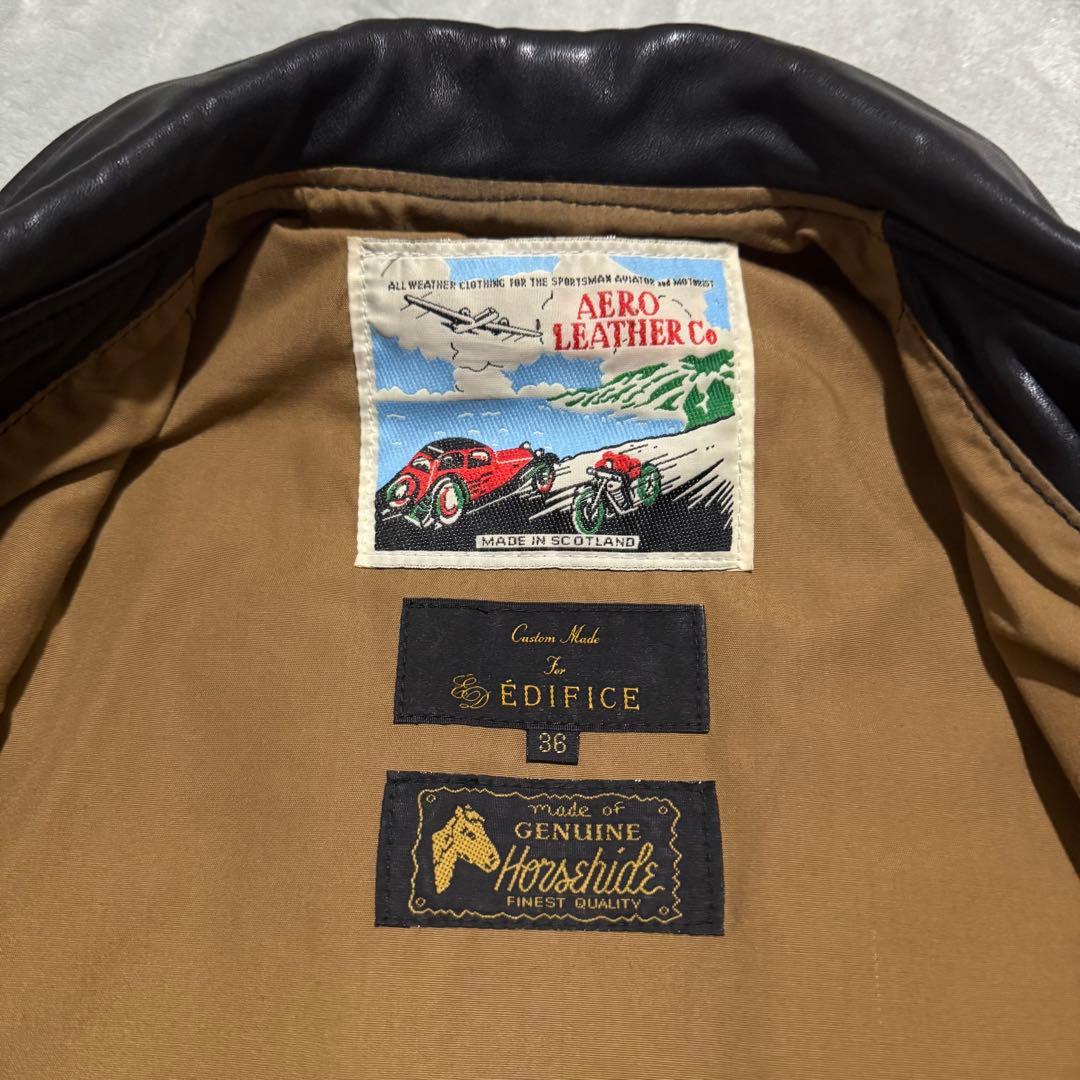 ALL WEATHER CLOTHING FOR THE SPORTSMAN AVIATOR AND MOTORIST
AERO
LEATHER Co
MADE IN SCOTLAND
Custom Made
For
ED ÉDIFICE
36
made of
GENUINE
Horsehide
FINEST QUALITY